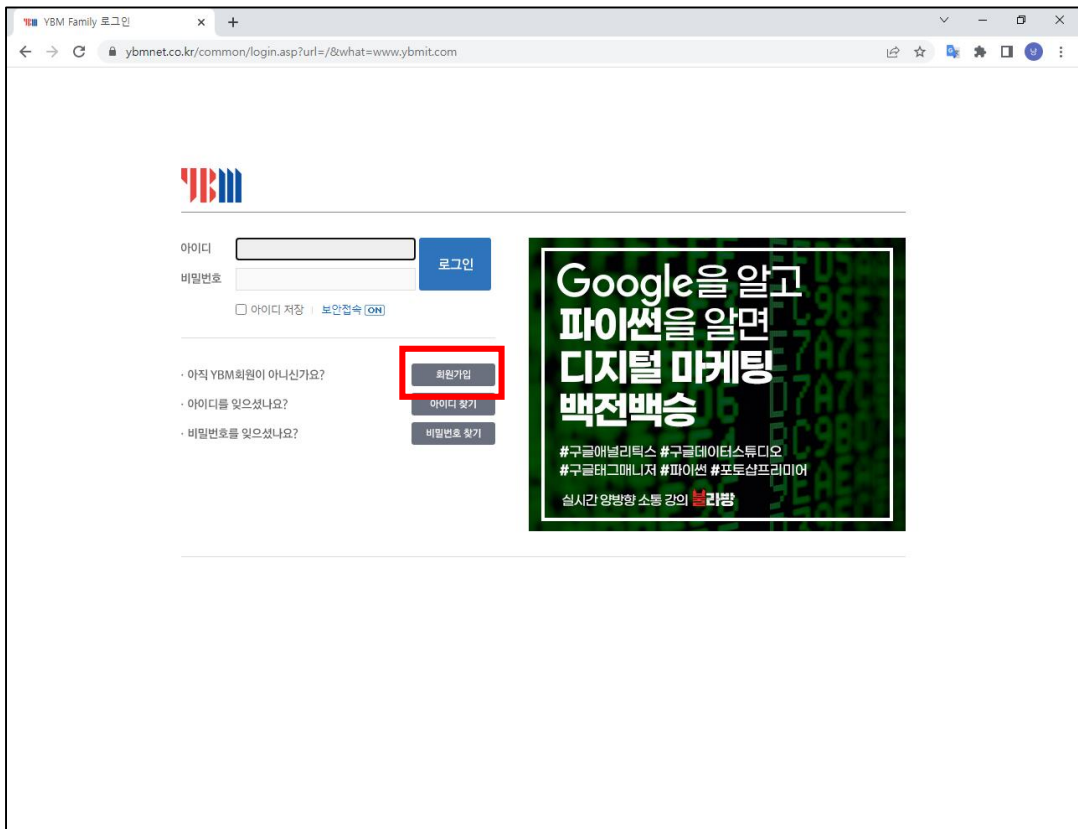 YBM Family 로그인
ybmnet.co.kr/common/login.asp?url=/&what=www.ybmit.com
낭
YBM
아이디
로그인
비밀번호
아이디 저장 | 보안접속 ON
· 아직 YBM회원이 아니신가요? 회원가입
· 아이디를 잊으셨나요? 아이디 찾기
· 비밀번호를 잊으셨나요? 비밀번호 찾기
Google을 알고
파이썬을 알면
디지털 마케팅
백전백승
#구글애널리틱스 #구글데이터스튜디오
#구글태그매니저 #파이썬 #포토샵프리미어
실시간 양방향 소통 강의 불라방